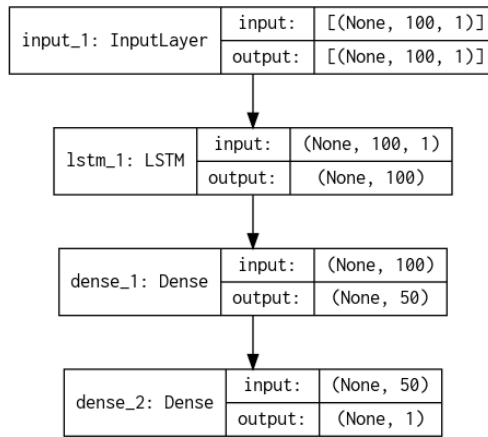 input_1: InputLayer
input: [(None, 100, 1)]
output: [(None, 100, 1)]
lstm_1: LSTM
input: (None, 100, 1)
output: (None, 100)
dense_1: Dense
input: (None, 100)
output: (None, 50)
dense_2: Dense
input: (None, 50)
output: (None, 1)